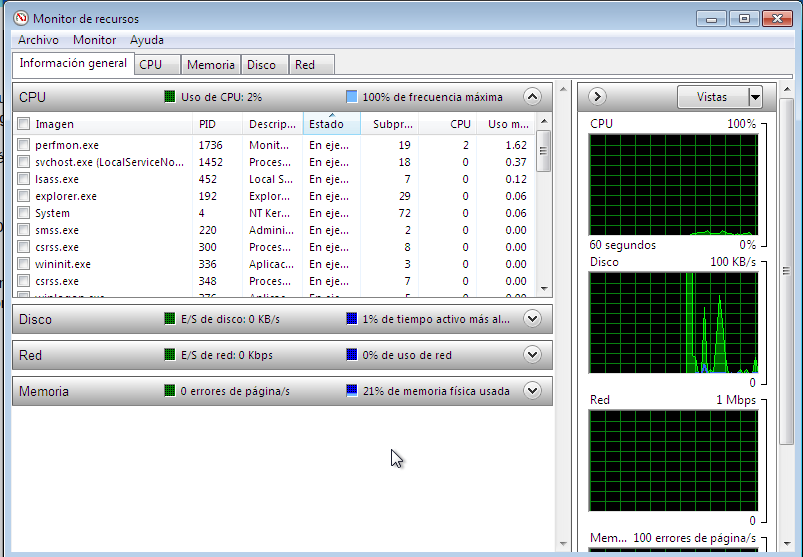 Monitor de recursos
Archivo Monitor Ayuda
Información general CPU Memoria Disco Red
CPU Uso de CPU: 2% 100% de frecuencia máxima
Imagen PID Descrip... Estado Subpr... CPU Uso m...
perfmon.exe 1736 Monit... En eje... 19 2 1.62
svchost.exe (LocalServiceNo... 1452 Proces... En eje... 18 0 0.37
lsass.exe 452 Local S... En eje... 7 0 0.12
explorer.exe 192 Explor... En eje... 29 0 0.06
System 4 NT Ker... En eje... 72 0 0.06
smss.exe 220 Admini... En eje... 2 0 0.00
csrss.exe 300 Proces... En eje... 8 0 0.00
wininit.exe 336 Aplicac... En eje... 3 0 0.00
csrss.exe 348 Proces... En eje... 7 0 0.00
Disco E/S de disco: 0 KB/s 1% de tiempo activo más al...
Red E/S de red: 0 Kbps 0% de uso de red
Memoria 0 errores de página/s 21% de memoria física usada
Vistas
CPU 100%
60 segundos 0%
Disco 100 KB/s
0
Red 1 Mbps
0
Mem... 100 errores de página/s